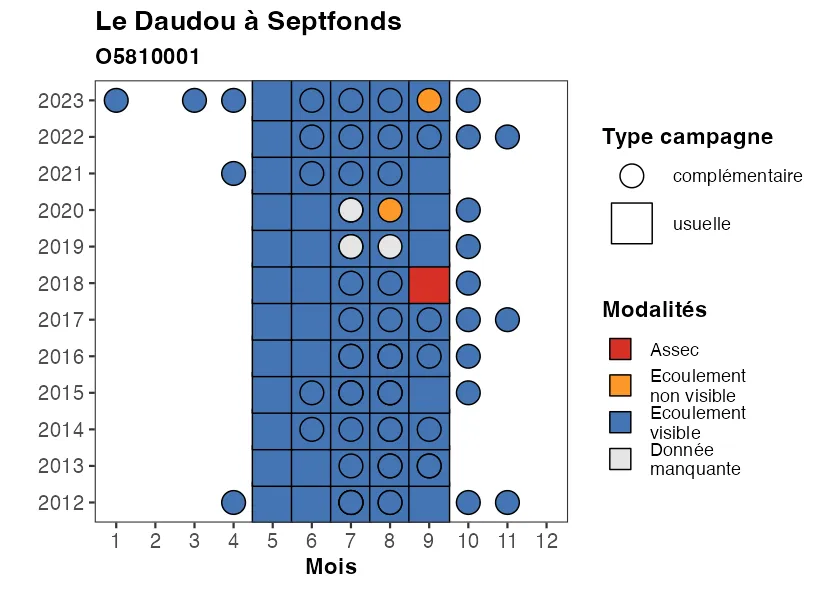 Le Daudou à Septfonds
O5810001
2023
2022
2021
2020
2019
2018
2017
2016
2015
2014
2013
2012
1 2 3 4 5 6 7 8 9 10 11 12
Mois
Type campagne
complémentaire
usuelle
Modalités
Assec
Ecoulement
non visible
Ecoulement
visible
Donnée
manquante